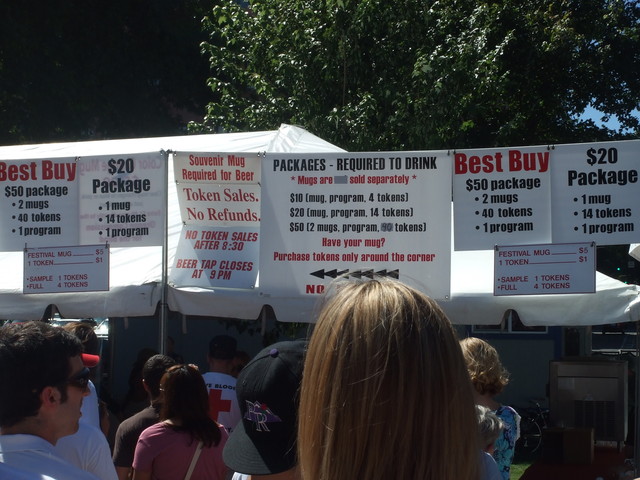 Best Buy
$50 package
• 2 mugs
• 40 tokens
• 1 program
$20
Package
• 1 mug
• 14 tokens
• 1 program
FESTIVAL MUG $5
1 TOKEN $1
•SAMPLE 1 TOKENS
•FULL 4 TOKENS
Souvenir Mug
Required for Beer
Token Sales.
No Refunds.
NO TOKEN SALES
AFTER 8:30
BEER TAP CLOSES
AT 9 PM
PACKAGES - REQUIRED TO DRINK
* Mugs are sold separately *
$10 (mug, program, 4 tokens)
$20 (mug, program, 14 tokens)
$50 (2 mugs, program, tokens)
Have your mug?
Purchase tokens only around the corner
NO
Best Buy
$50 package
• 2 mugs
• 40 tokens
• 1 program
$20
Package
• 1 mug
• 14 tokens
• 1 program
FESTIVAL MUG $5
1 TOKEN $1
•SAMPLE 1 TOKENS
•FULL 4 TOKENS